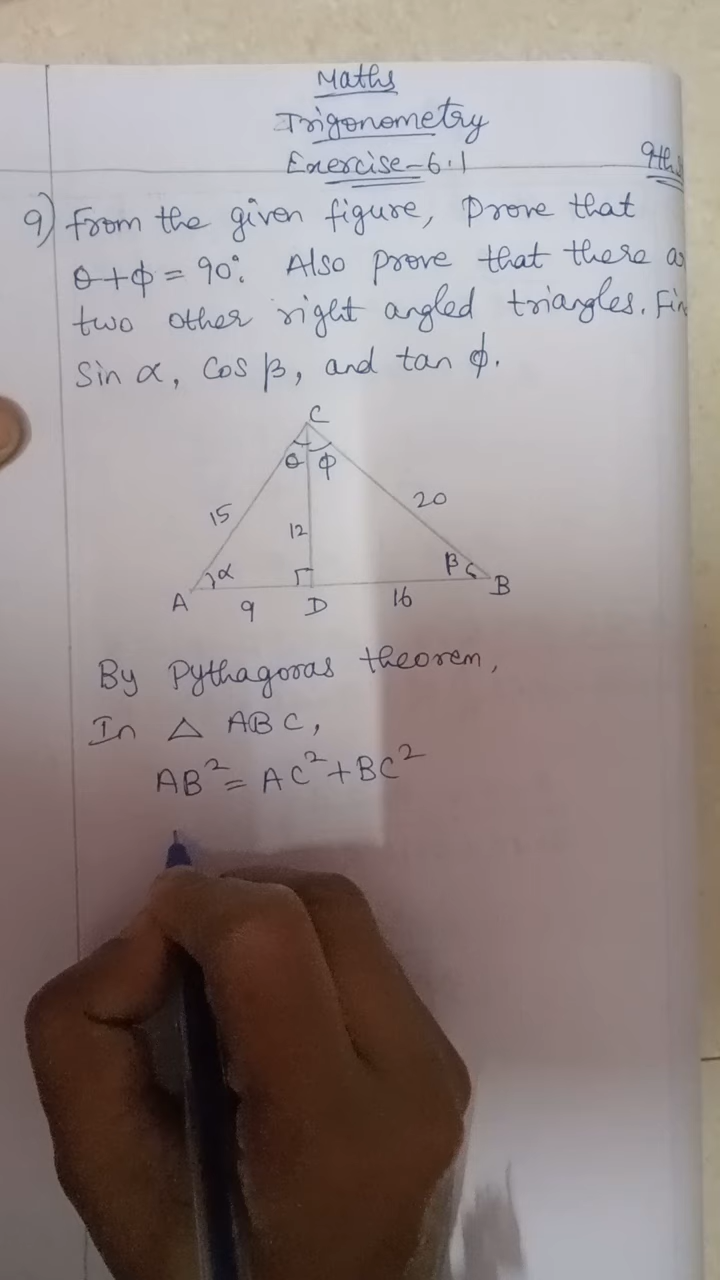 Maths
Trigonometry
Exercise-6.1
9th
9) From the given figure, Prove that
θ+ϕ = 90°. Also prove that there
two other right angled triangles.
Sin α, Cos β, and tan ϕ.
C
θ ϕ
15 12 20
α β
A 9 D 16 B
By Pythagoras theorem,
In △ ABC,
AB² = AC² + BC²